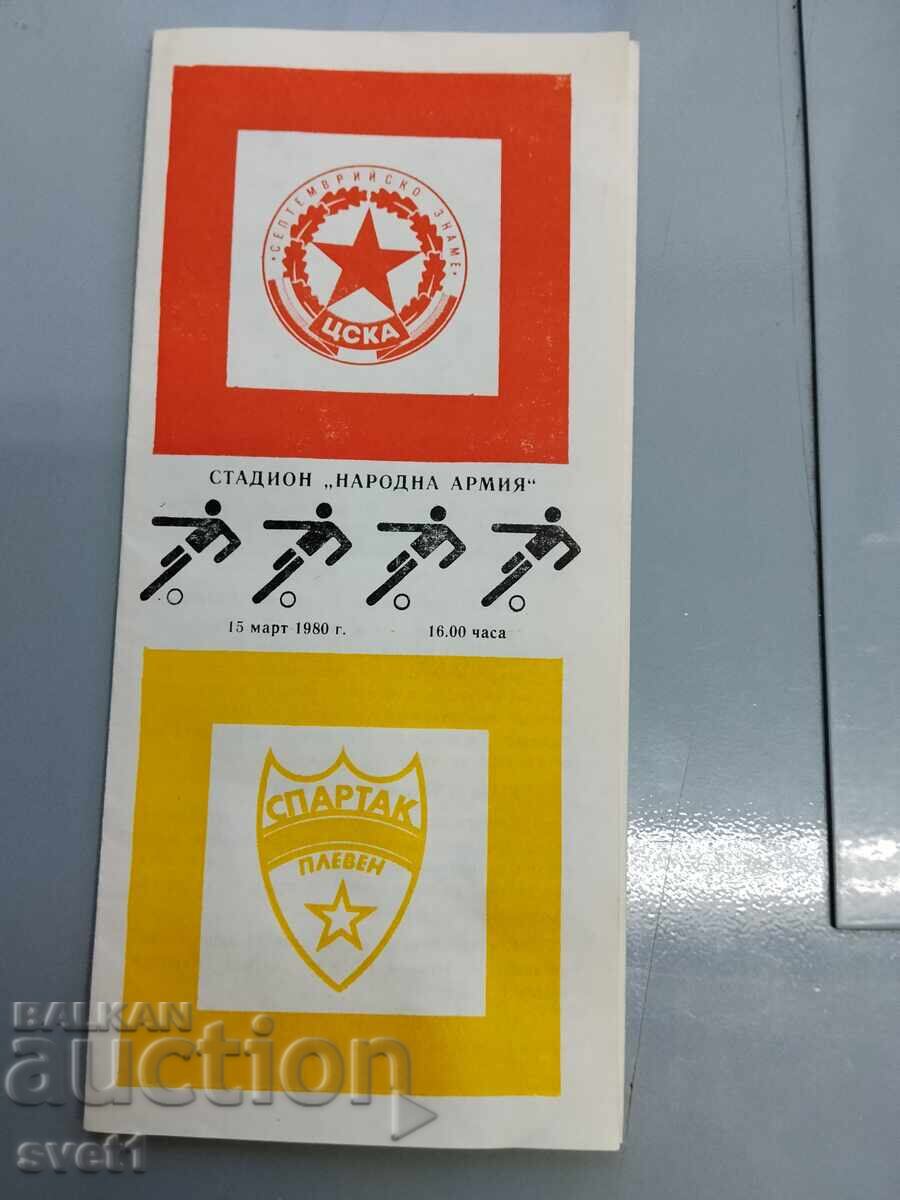 ·СЕПТЕМВРИЙСКО ЗНАМЕ·
ЦСКА
СТАДИОН „НАРОДНА АРМИЯ“
15 март 1980 г. 16.00 часа
СПАРТАК
ПЛЕВЕН
BALKAN
auction
svet1